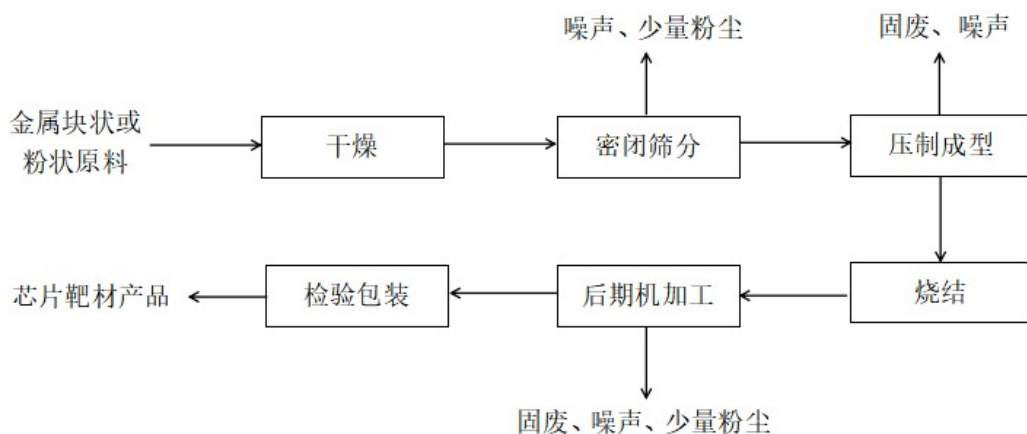 噪声、少量粉尘
固废、噪声
金属块状或
粉状原料
干燥
密闭筛分
压制成型
芯片靶材产品
检验包装
后期机加工
烧结
固废、噪声、少量粉尘